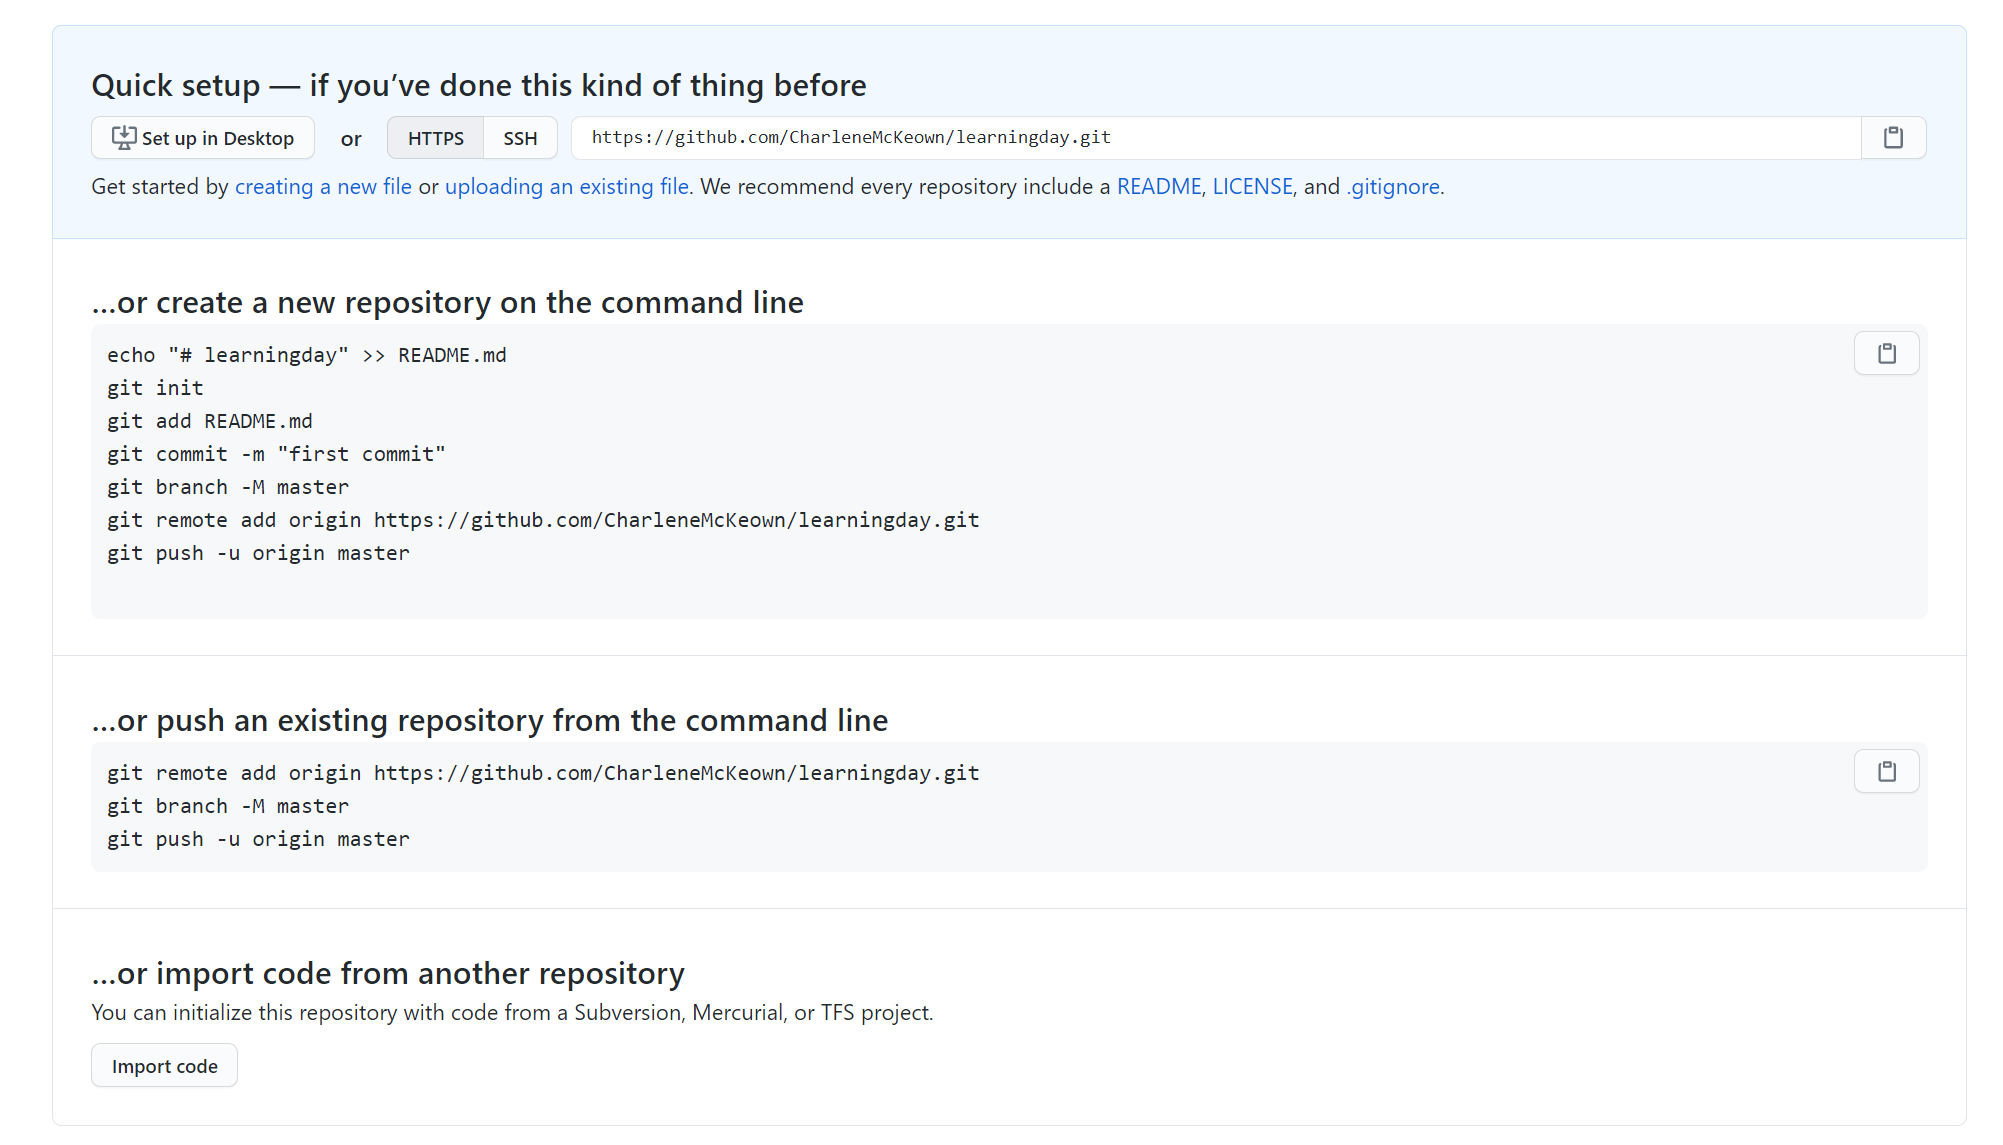 Quick setup — if you’ve done this kind of thing before
Set up in Desktop or HTTPS SSH https://github.com/CharleneMcKeown/learningday.git
Get started by creating a new file or uploading an existing file. We recommend every repository include a README, LICENSE, and .gitignore.
…or create a new repository on the command line
echo "# learningday" >> README.md
git init
git add README.md
git commit -m "first commit"
git branch -M master
git remote add origin https://github.com/CharleneMcKeown/learningday.git
git push -u origin master
…or push an existing repository from the command line
git remote add origin https://github.com/CharleneMcKeown/learningday.git
git branch -M master
git push -u origin master
…or import code from another repository
You can initialize this repository with code from a Subversion, Mercurial, or TFS project.
Import code